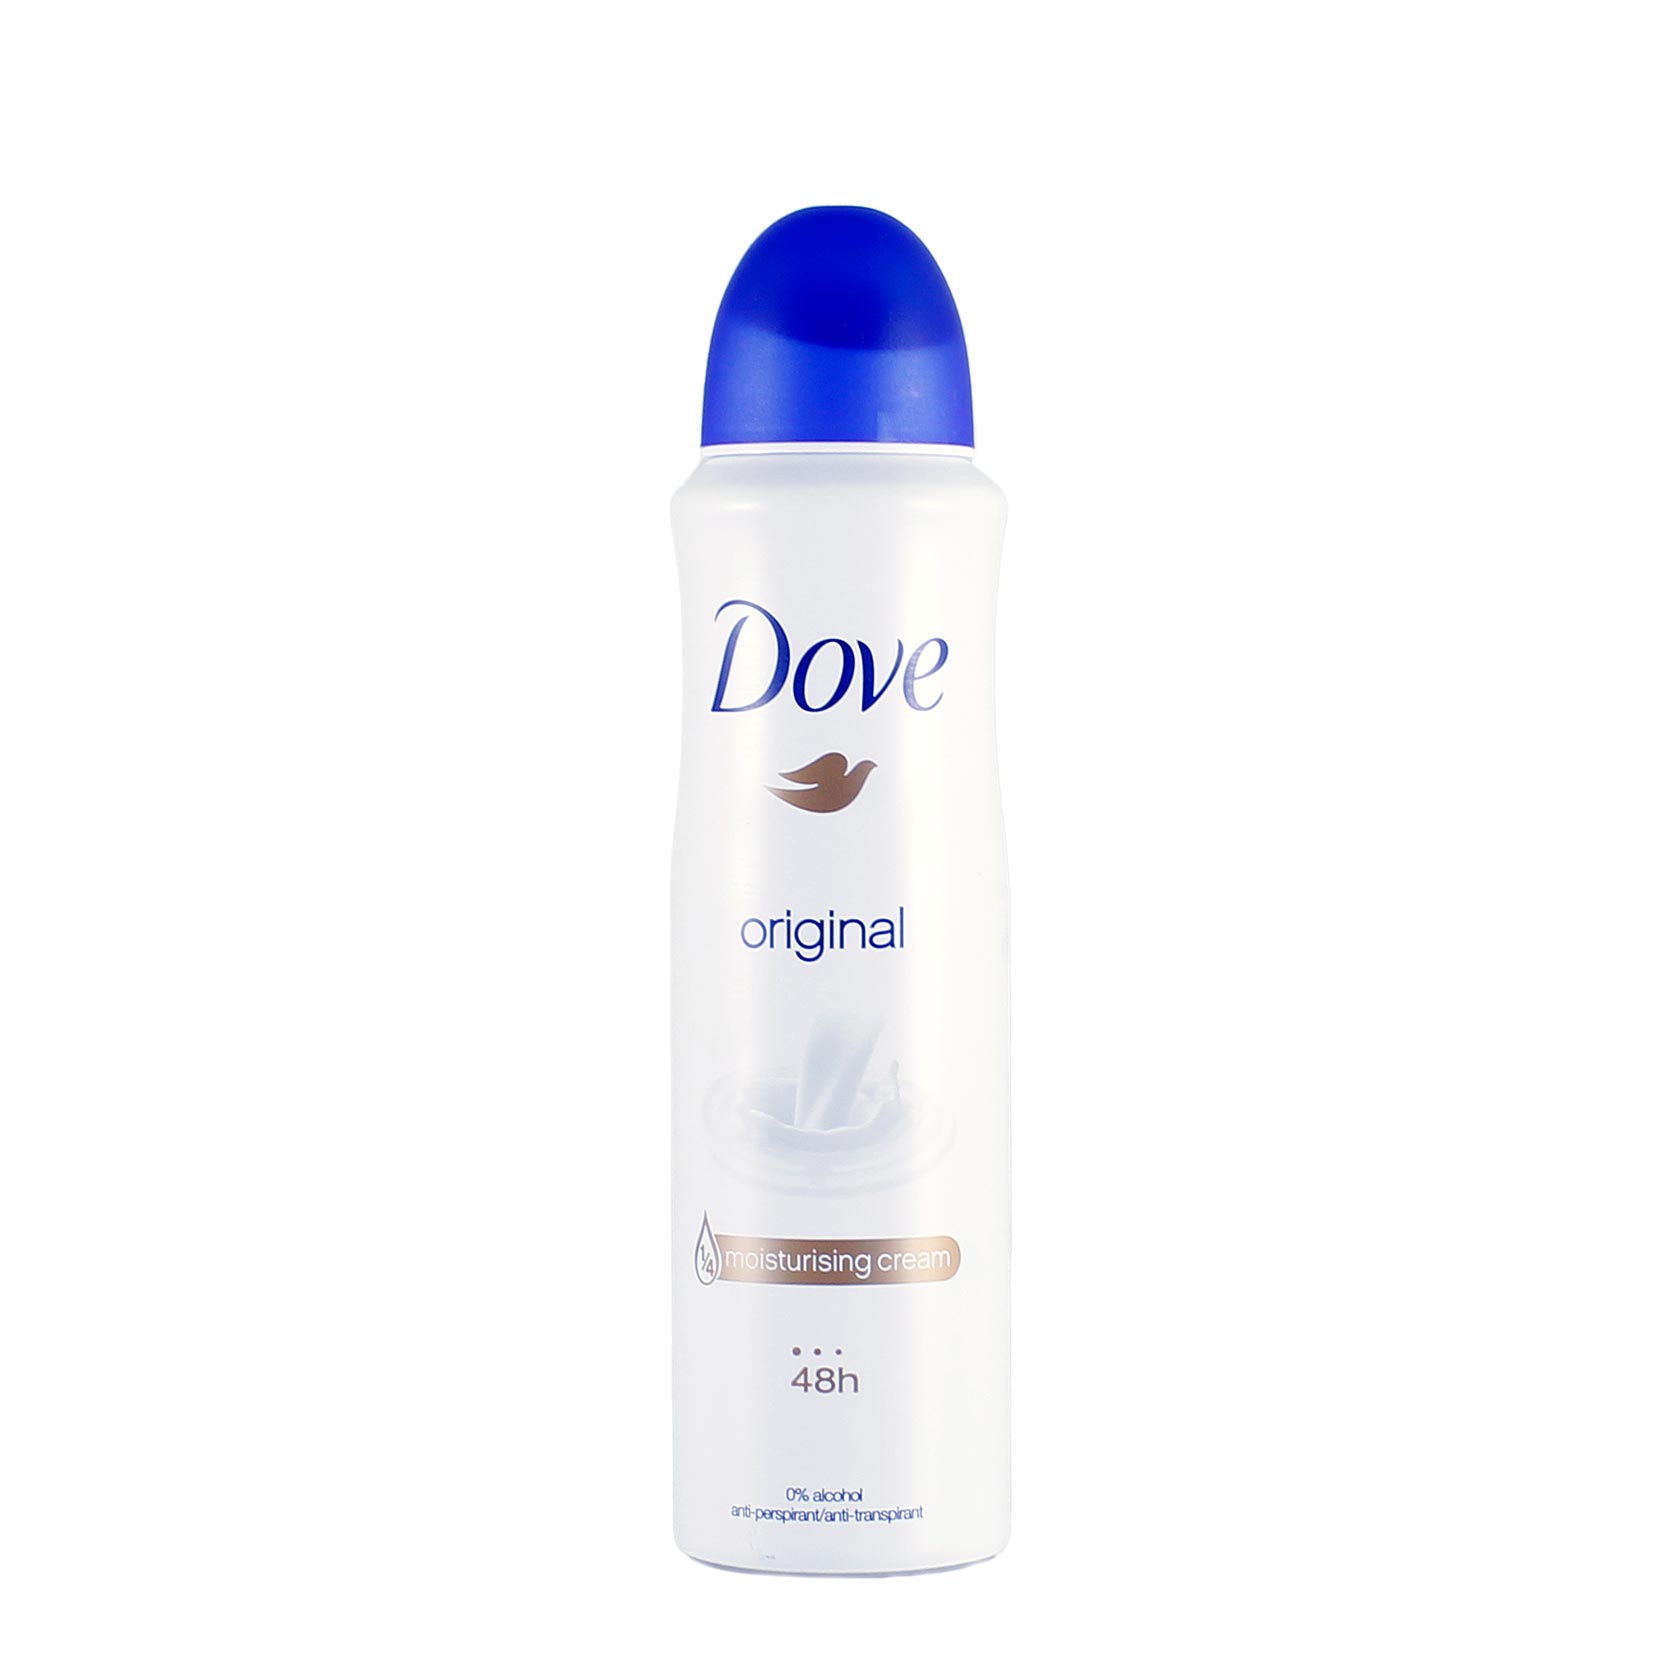 Dove
original
1/4 moisturising cream
48h
0% alcohol
anti-perspirant/anti-transpirant